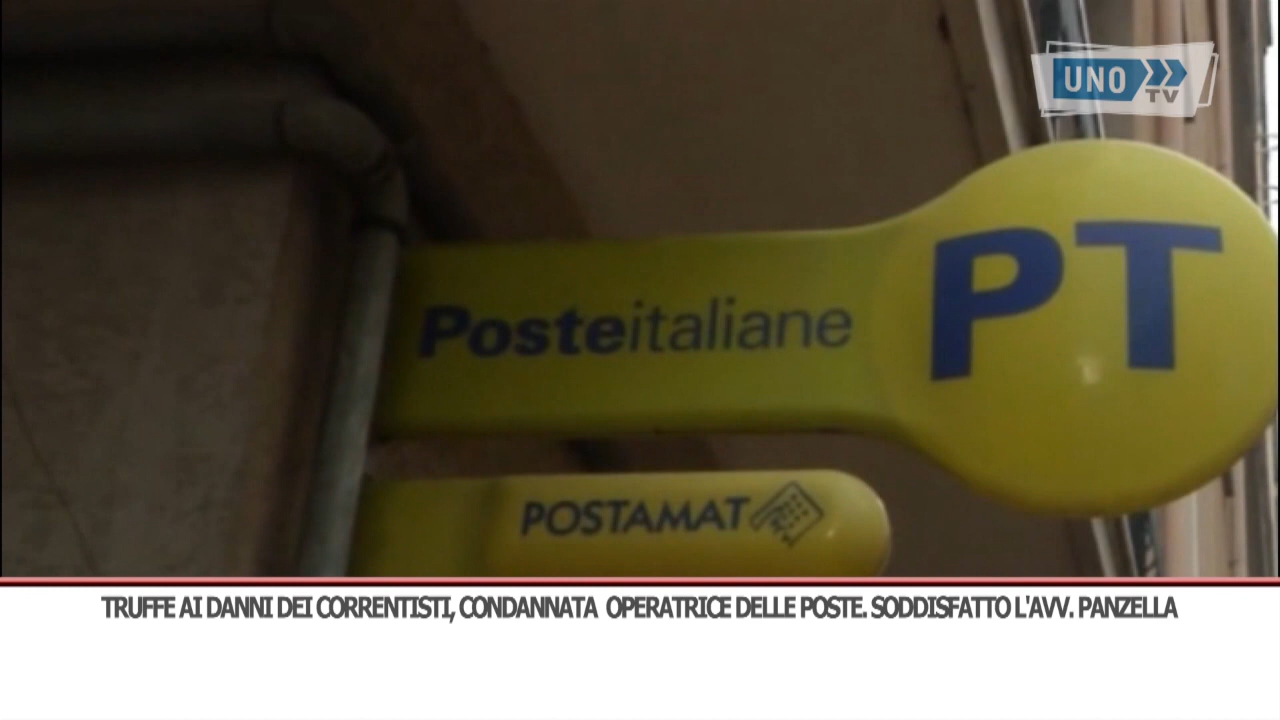 UNO
TV
PT
Posteitaliane
POSTAMAT
TRUFFE AI DANNI DEI CORRENTISTI, CONDANNATA OPERATRICE DELLE POSTE. SODDISFATTO L'AVV. PANZELLA